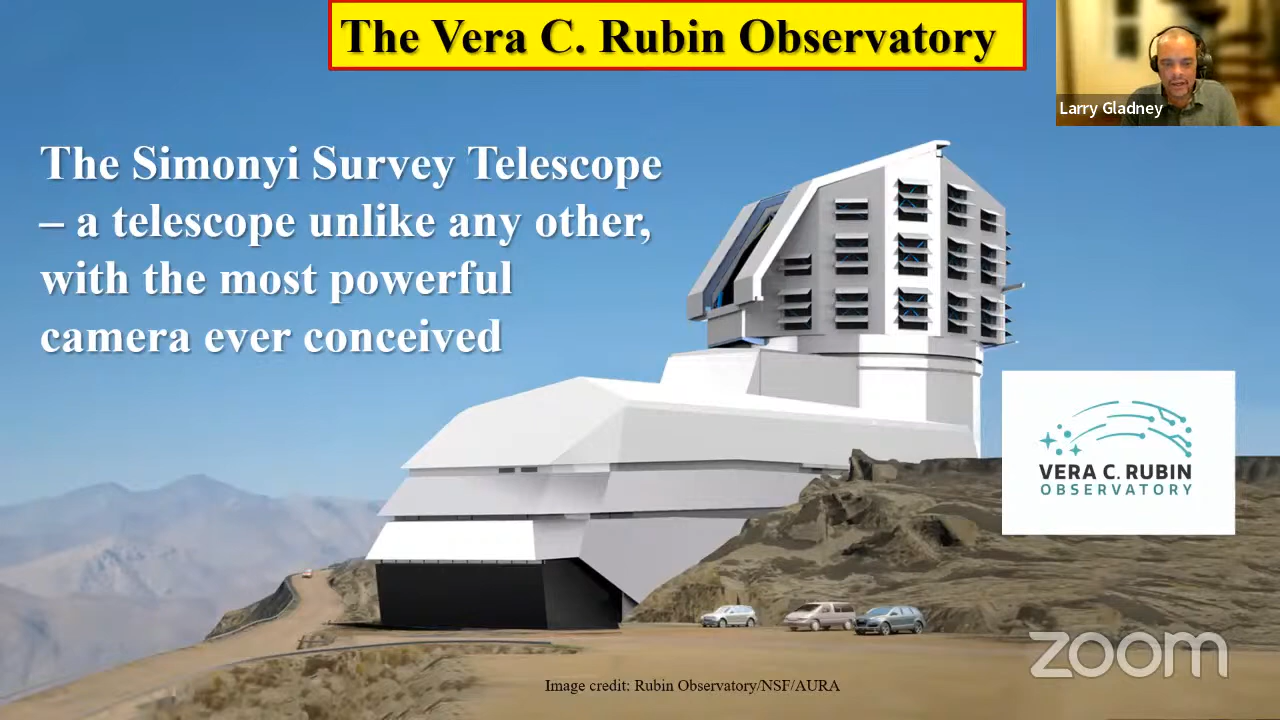 The Vera C. Rubin Observatory
Larry Gladney
The Simonyi Survey Telescope
– a telescope unlike any other,
with the most powerful
camera ever conceived
VERA C. RUBIN
OBSERVATORY
zoom
Image credit: Rubin Observatory/NSF/AURA